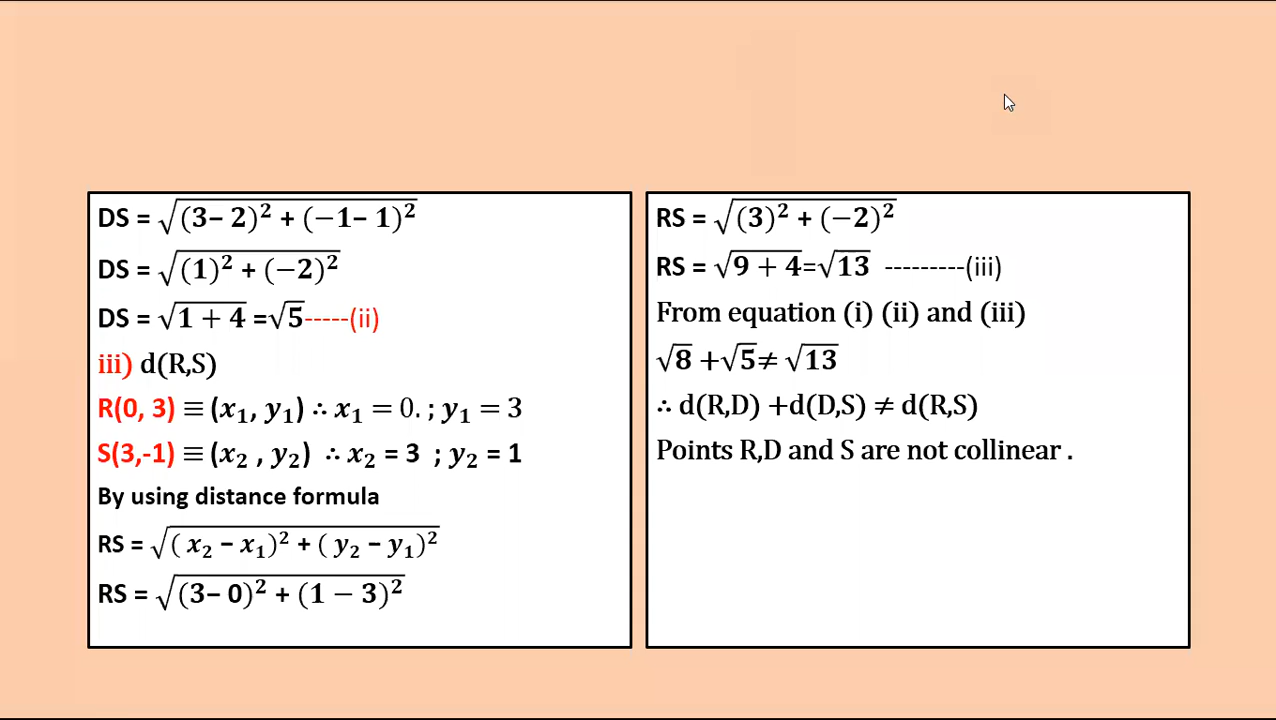 DS = √(3– 2)² + (−1– 1)²
DS = √(1)² + (−2)²
DS = √1 + 4 =√5-----(ii)
iii) d(R,S)
R(0, 3) ≡ (x₁, y₁) ∴ x₁ = 0. ; y₁ = 3
S(3,-1) ≡ (x₂ , y₂) ∴ x₂ = 3 ; y₂ = 1
By using distance formula
RS = √( x₂ − x₁)² + ( y₂ − y₁)²
RS = √(3– 0)² + (1 − 3)²
RS = √(3)² + (−2)²
RS = √9 + 4=√13 ---------(iii)
From equation (i) (ii) and (iii)
√8 +√5≠ √13
∴ d(R,D) +d(D,S) ≠ d(R,S)
Points R,D and S are not collinear .